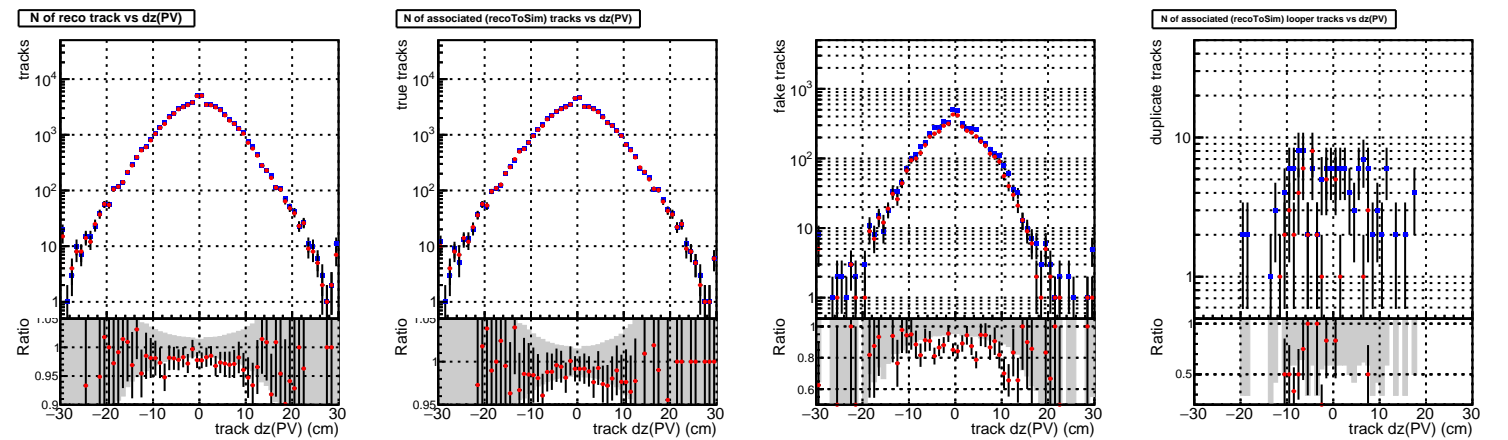 N of reco track vs dz(PV)
tracks
10⁴
10³
10²
10
1
Ratio
1.05
1
0.95
0.9
−30 −20 −10 0 10 20 30
track dz(PV) (cm)
N of associated (recoToSim) tracks vs dz(PV)
true tracks
10⁴
10³
10²
10
1
Ratio
1.05
1
0.95
−30 −20 −10 0 10 20 30
track dz(PV) (cm)
fake tracks
10³
10²
10
1
Ratio
1
0.8
0.6
−30 −20 −10 0 10 20 30
track dz(PV) (cm)
N of associated (recoToSim) looper tracks vs dz(PV)
duplicate tracks
10
1
Ratio
1
0.5
−30 −20 −10 0 10 20 30
track dz(PV) (cm)